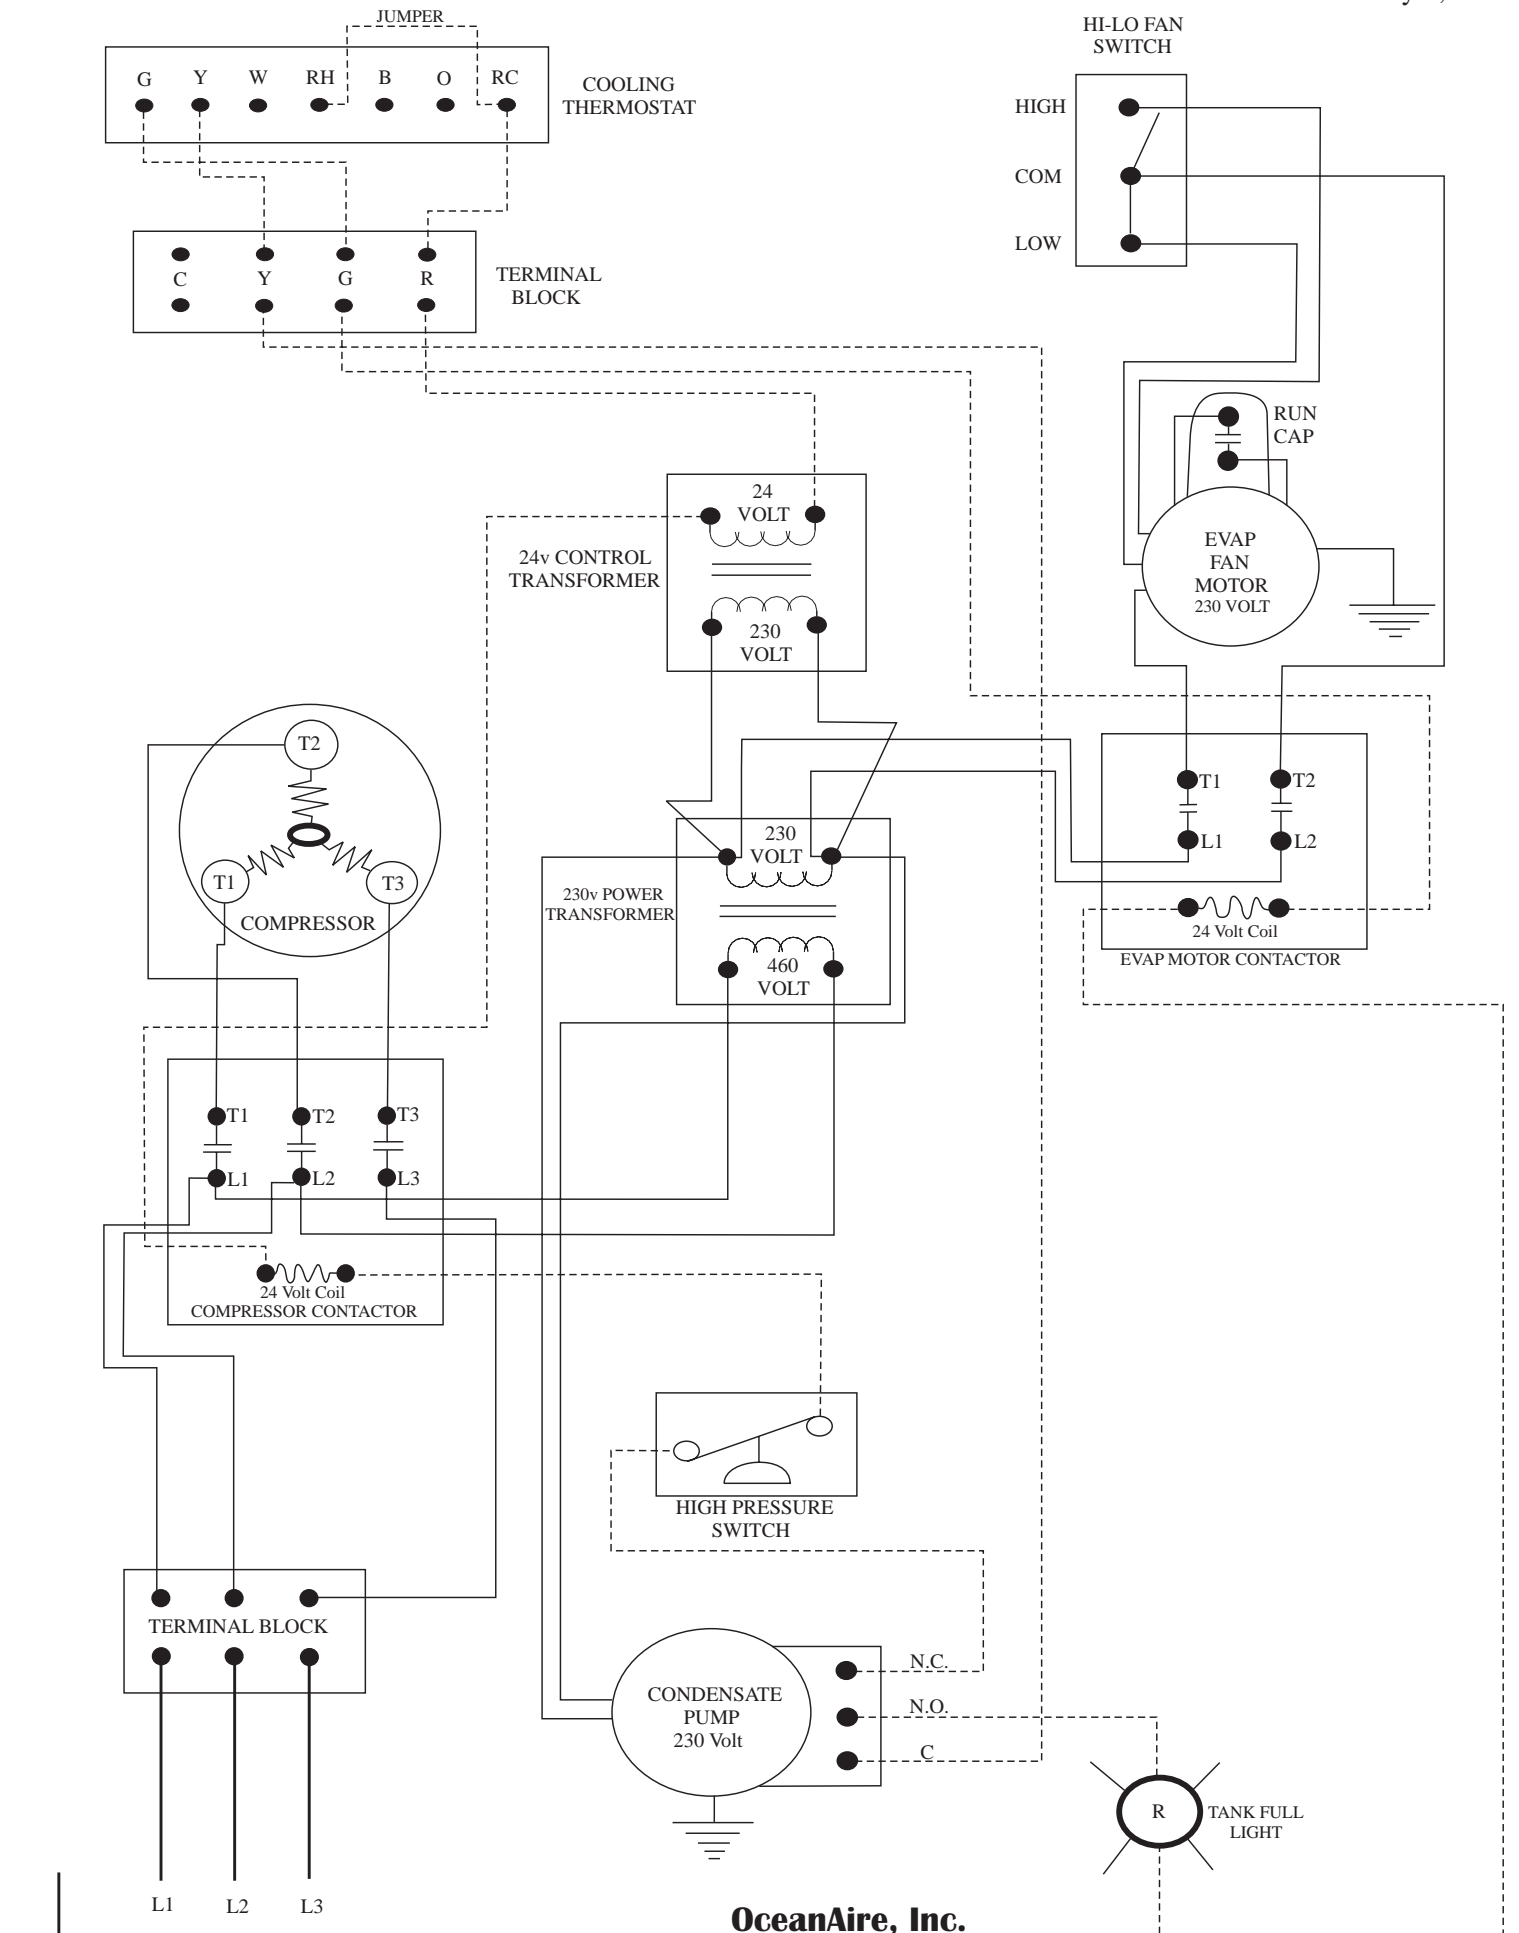 JUMPER
HI-LO FAN
SWITCH
G Y W RH B O RC
COOLING
THERMOSTAT
HIGH
COM
LOW
C Y G R
TERMINAL
BLOCK
RUN
CAP
24
VOLT
24v CONTROL
TRANSFORMER
230
VOLT
EVAP
FAN
MOTOR
230 VOLT
T2
T1
T3
COMPRESSOR
230
VOLT
230v POWER
TRANSFORMER
460
VOLT
T1 T2
L1 L2
24 Volt Coil
EVAP MOTOR CONTACTOR
T1 T2 T3
L1 L2 L3
24 Volt Coil
COMPRESSOR CONTACTOR
HIGH PRESSURE
SWITCH
TERMINAL BLOCK
CONDENSATE
PUMP
230 Volt
N.C.
N.O.
C
R
TANK FULL
LIGHT
L1 L2 L3
OceanAire, Inc.